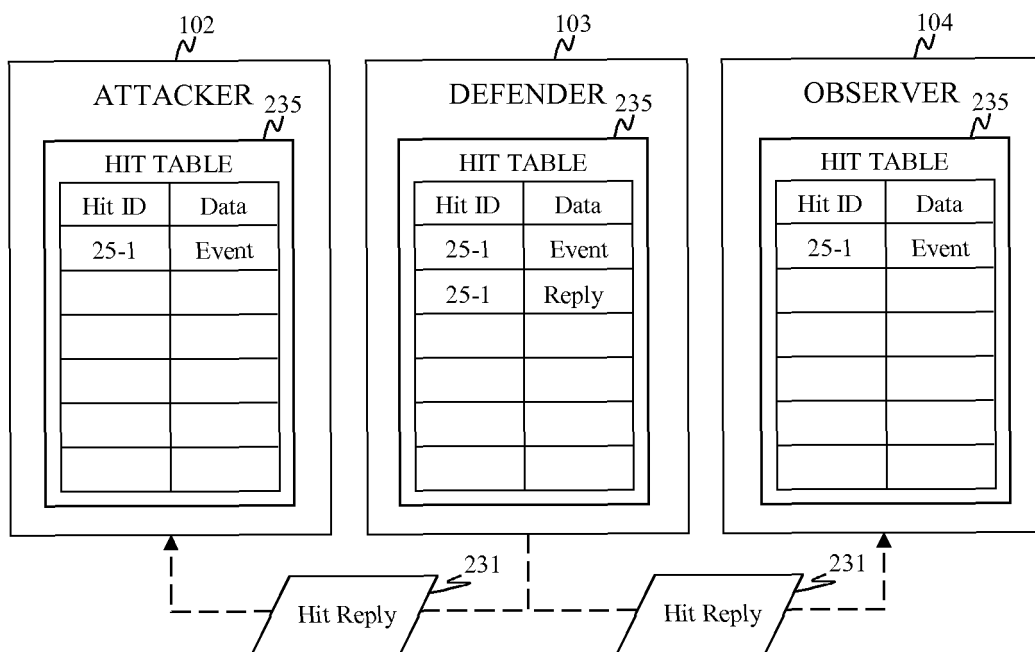 102
103
104
ATTACKER
DEFENDER
OBSERVER
235
235
235
HIT TABLE
HIT TABLE
HIT TABLE
Hit ID Data
Hit ID Data
Hit ID Data
25-1 Event
25-1 Event
25-1 Event
25-1 Reply
231
231
Hit Reply
Hit Reply